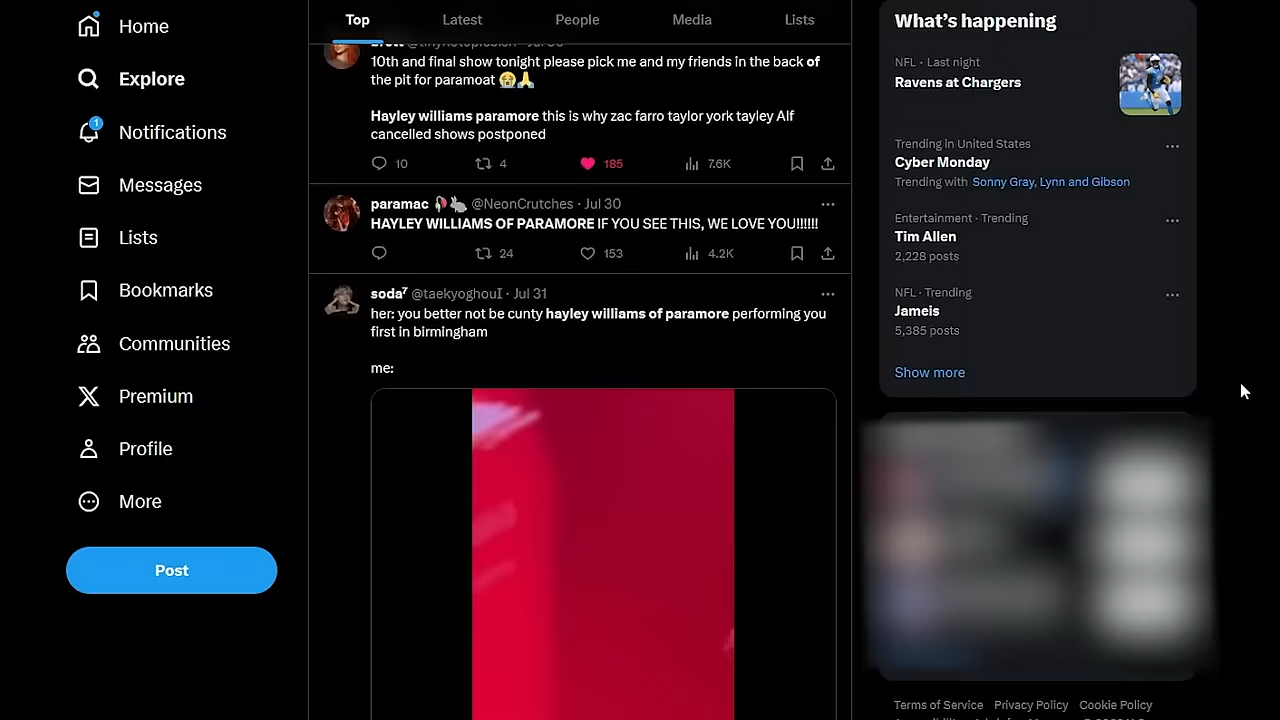 Home
Explore
1
Notifications
Messages
Lists
Bookmarks
Communities
Premium
Profile
More
Post
Top Latest People Media Lists
10th and final show tonight please pick me and my friends in the back of
the pit for paramoat 😭🙏
Hayley williams paramore this is why zac farro taylor york tayley Alf
cancelled shows postponed
10 4 185 7.6K
paramac 🥀🐇 @NeonCrutches · Jul 30
HAYLEY WILLIAMS OF PARAMORE IF YOU SEE THIS, WE LOVE YOU!!!!!!
24 153 4.2K
soda⁷ @taekyoghouI · Jul 31
her: you better not be cunty hayley williams of paramore performing you
first in birmingham
me:
What's happening
NFL · Last night
Ravens at Chargers
Trending in United States
Cyber Monday
Trending with Sonny Gray, Lynn and Gibson
Entertainment · Trending
Tim Allen
2,228 posts
NFL · Trending
Jameis
5,385 posts
Show more
Terms of Service Privacy Policy Cookie Policy